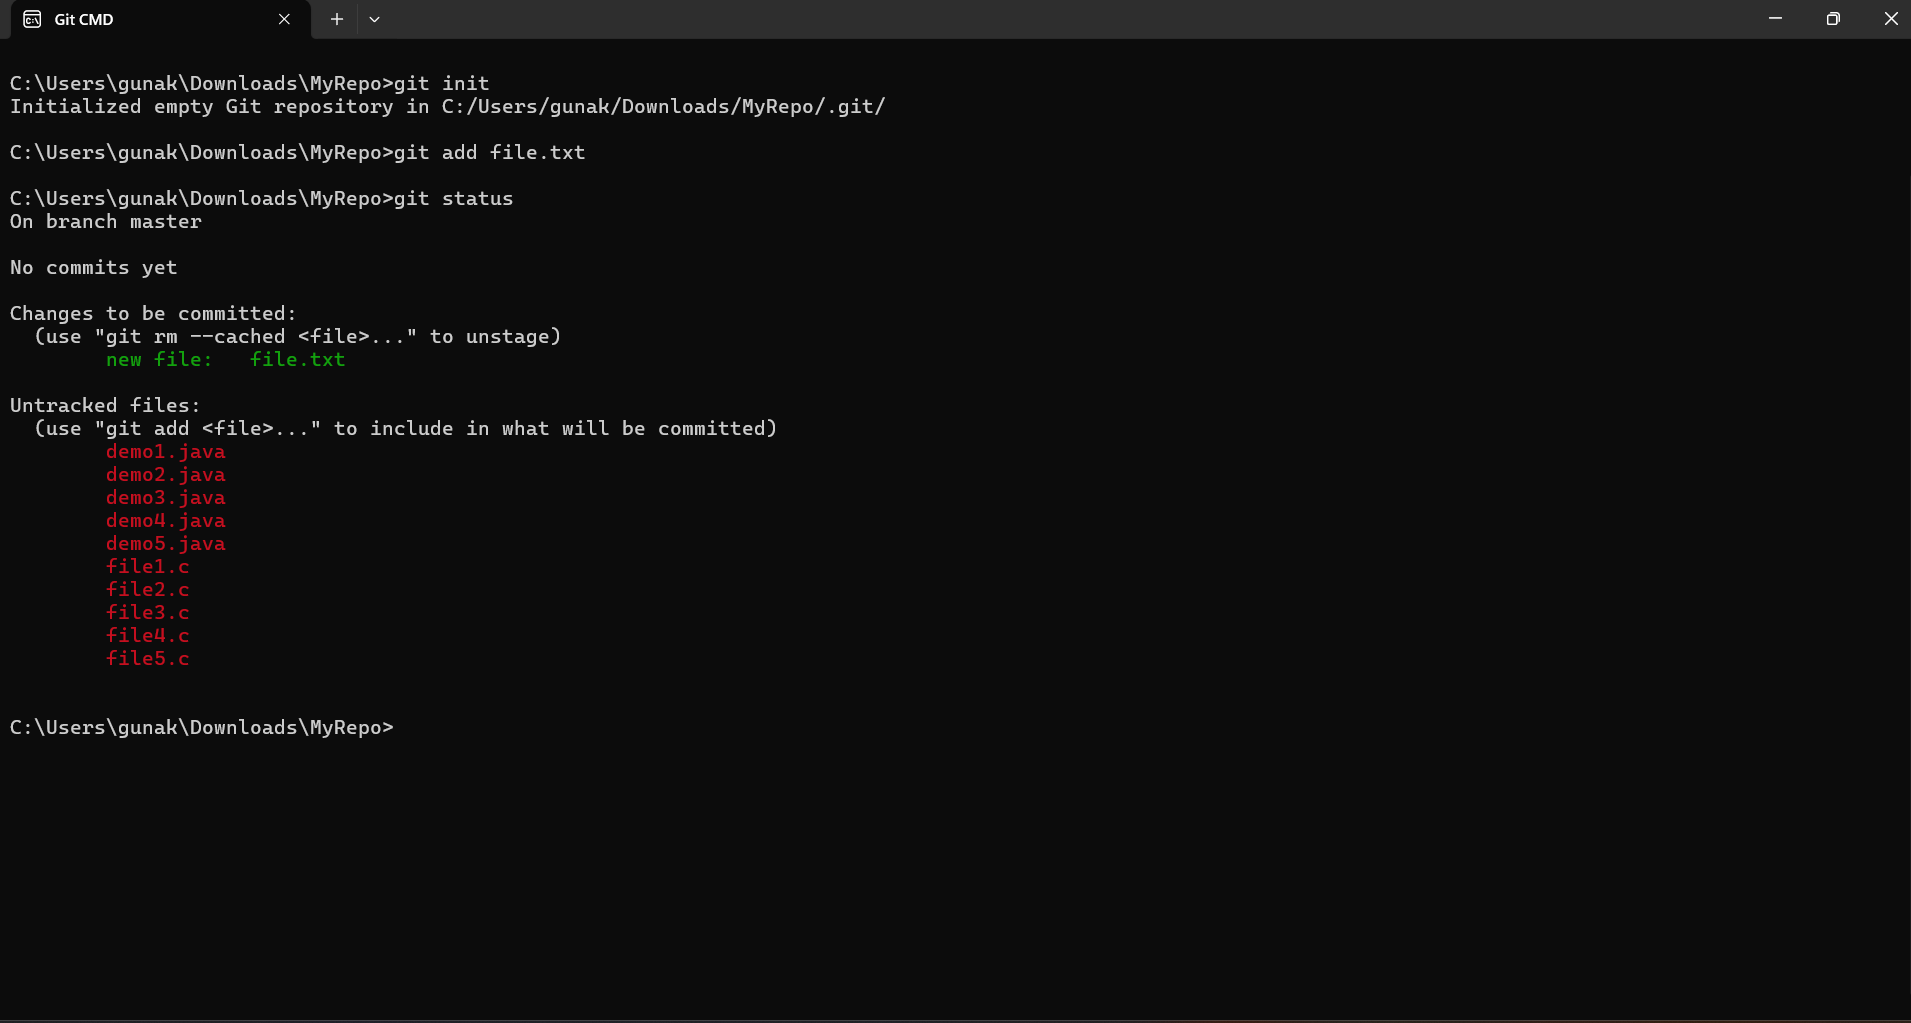 Git CMD
C:\Users\gunak\Downloads\MyRepo>git init
Initialized empty Git repository in C:/Users/gunak/Downloads/MyRepo/.git/
C:\Users\gunak\Downloads\MyRepo>git add file.txt
C:\Users\gunak\Downloads\MyRepo>git status
On branch master
No commits yet
Changes to be committed:
  (use "git rm --cached <file>..." to unstage)
        new file:   file.txt
Untracked files:
  (use "git add <file>..." to include in what will be committed)
        demo1.java
        demo2.java
        demo3.java
        demo4.java
        demo5.java
        file1.c
        file2.c
        file3.c
        file4.c
        file5.c
C:\Users\gunak\Downloads\MyRepo>